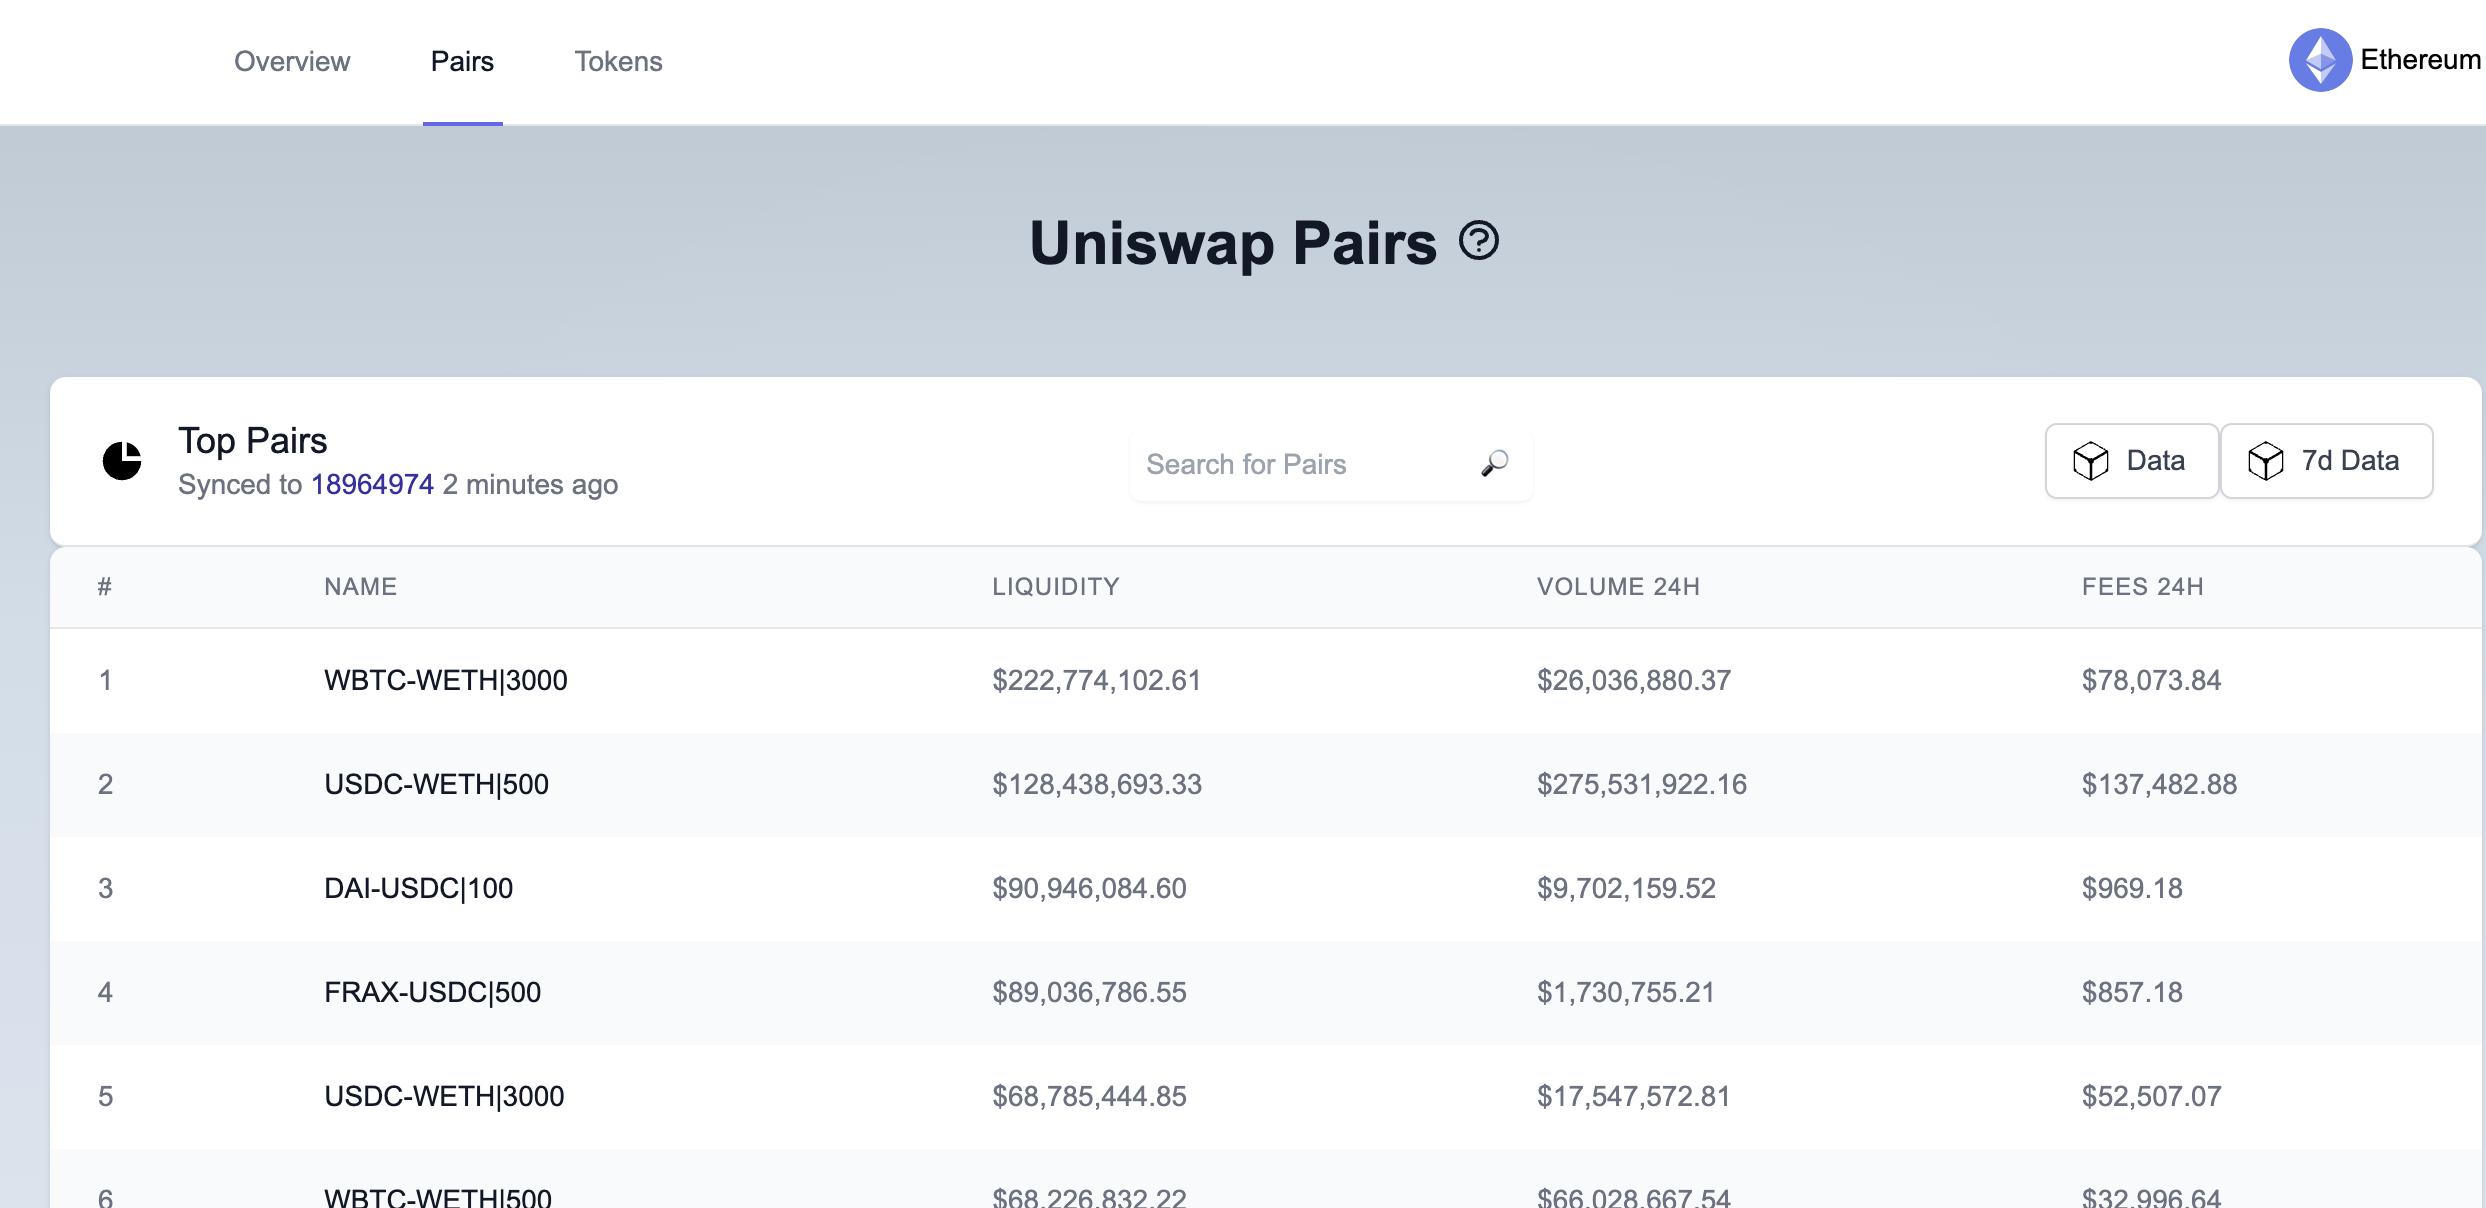 Overview Pairs Tokens Ethereum
Uniswap Pairs
Top Pairs
Synced to 18964974 2 minutes ago
Search for Pairs
Data 7d Data
# NAME LIQUIDITY VOLUME 24H FEES 24H
1 WBTC-WETH|3000 $222,774,102.61 $26,036,880.37 $78,073.84
2 USDC-WETH|500 $128,438,693.33 $275,531,922.16 $137,482.88
3 DAI-USDC|100 $90,946,084.60 $9,702,159.52 $969.18
4 FRAX-USDC|500 $89,036,786.55 $1,730,755.21 $857.18
5 USDC-WETH|3000 $68,785,444.85 $17,547,572.81 $52,507.07
6 WBTC-WETH|500 $68,226,832.22 $66,028,667.54 $32,996.64